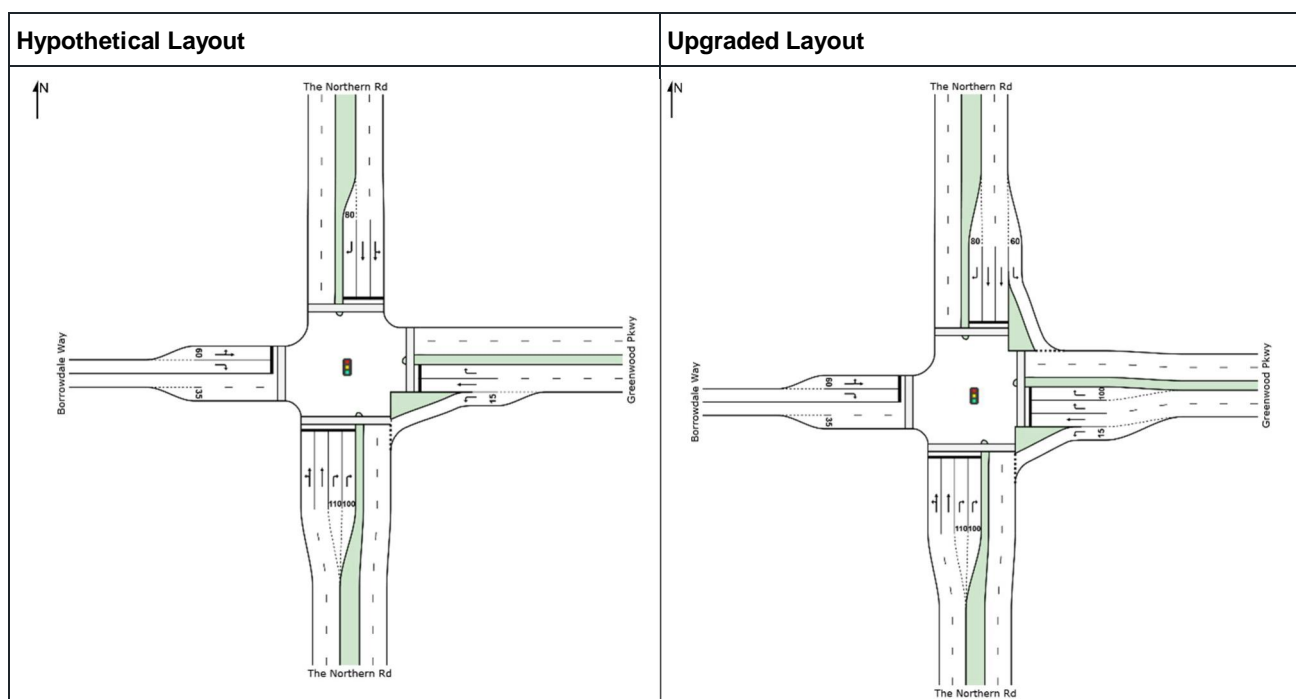 Hypothetical Layout
Upgraded Layout
N
The Northern Rd
80
60
35
Borrowdale Way
Greenwood Pkwy
15
110 100
The Northern Rd
N
The Northern Rd
80
60
60
35
Borrowdale Way
Greenwood Pkwy
100
15
110 100
The Northern Rd